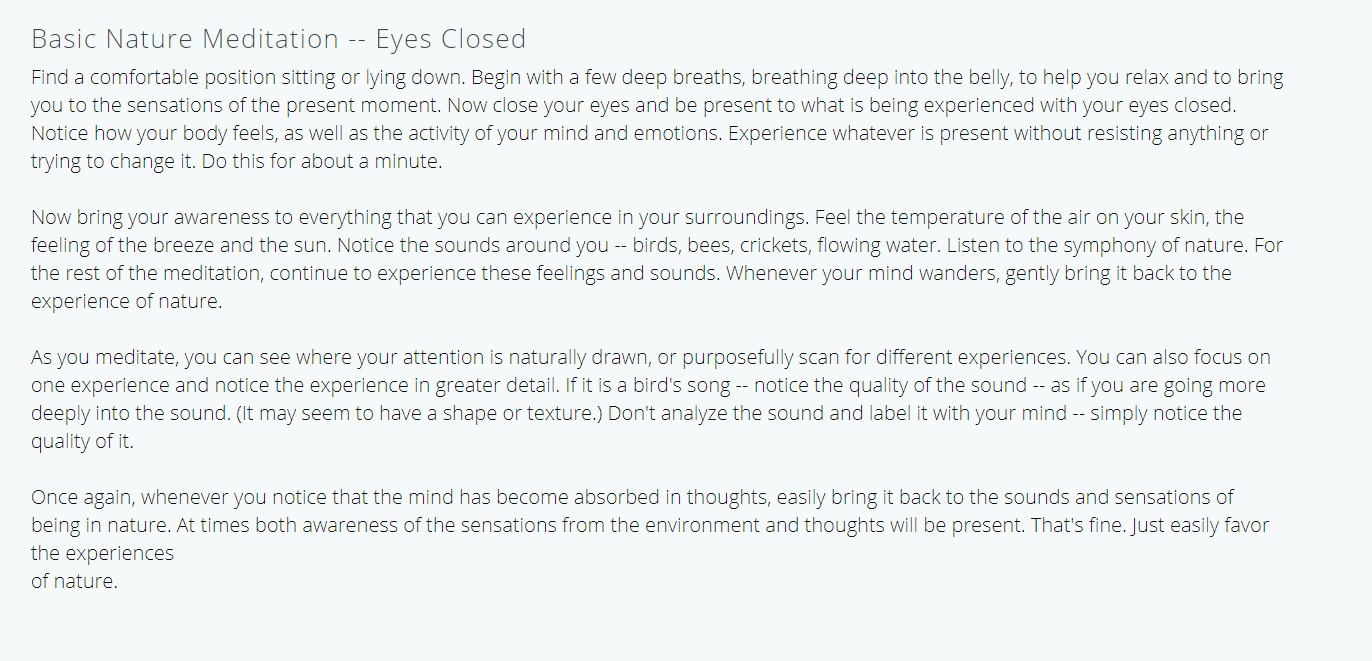 Basic Nature Meditation -- Eyes Closed
Find a comfortable position sitting or lying down. Begin with a few deep breaths, breathing deep into the belly, to help you relax and to bring
you to the sensations of the present moment. Now close your eyes and be present to what is being experienced with your eyes closed.
Notice how your body feels, as well as the activity of your mind and emotions. Experience whatever is present without resisting anything or
trying to change it. Do this for about a minute.
Now bring your awareness to everything that you can experience in your surroundings. Feel the temperature of the air on your skin, the
feeling of the breeze and the sun. Notice the sounds around you -- birds, bees, crickets, flowing water. Listen to the symphony of nature. For
the rest of the meditation, continue to experience these feelings and sounds. Whenever your mind wanders, gently bring it back to the
experience of nature.
As you meditate, you can see where your attention is naturally drawn, or purposefully scan for different experiences. You can also focus on
one experience and notice the experience in greater detail. If it is a bird's song -- notice the quality of the sound -- as if you are going more
deeply into the sound. (It may seem to have a shape or texture.) Don't analyze the sound and label it with your mind -- simply notice the
quality of it.
Once again, whenever you notice that the mind has become absorbed in thoughts, easily bring it back to the sounds and sensations of
being in nature. At times both awareness of the sensations from the environment and thoughts will be present. That's fine. Just easily favor
the experiences
of nature.